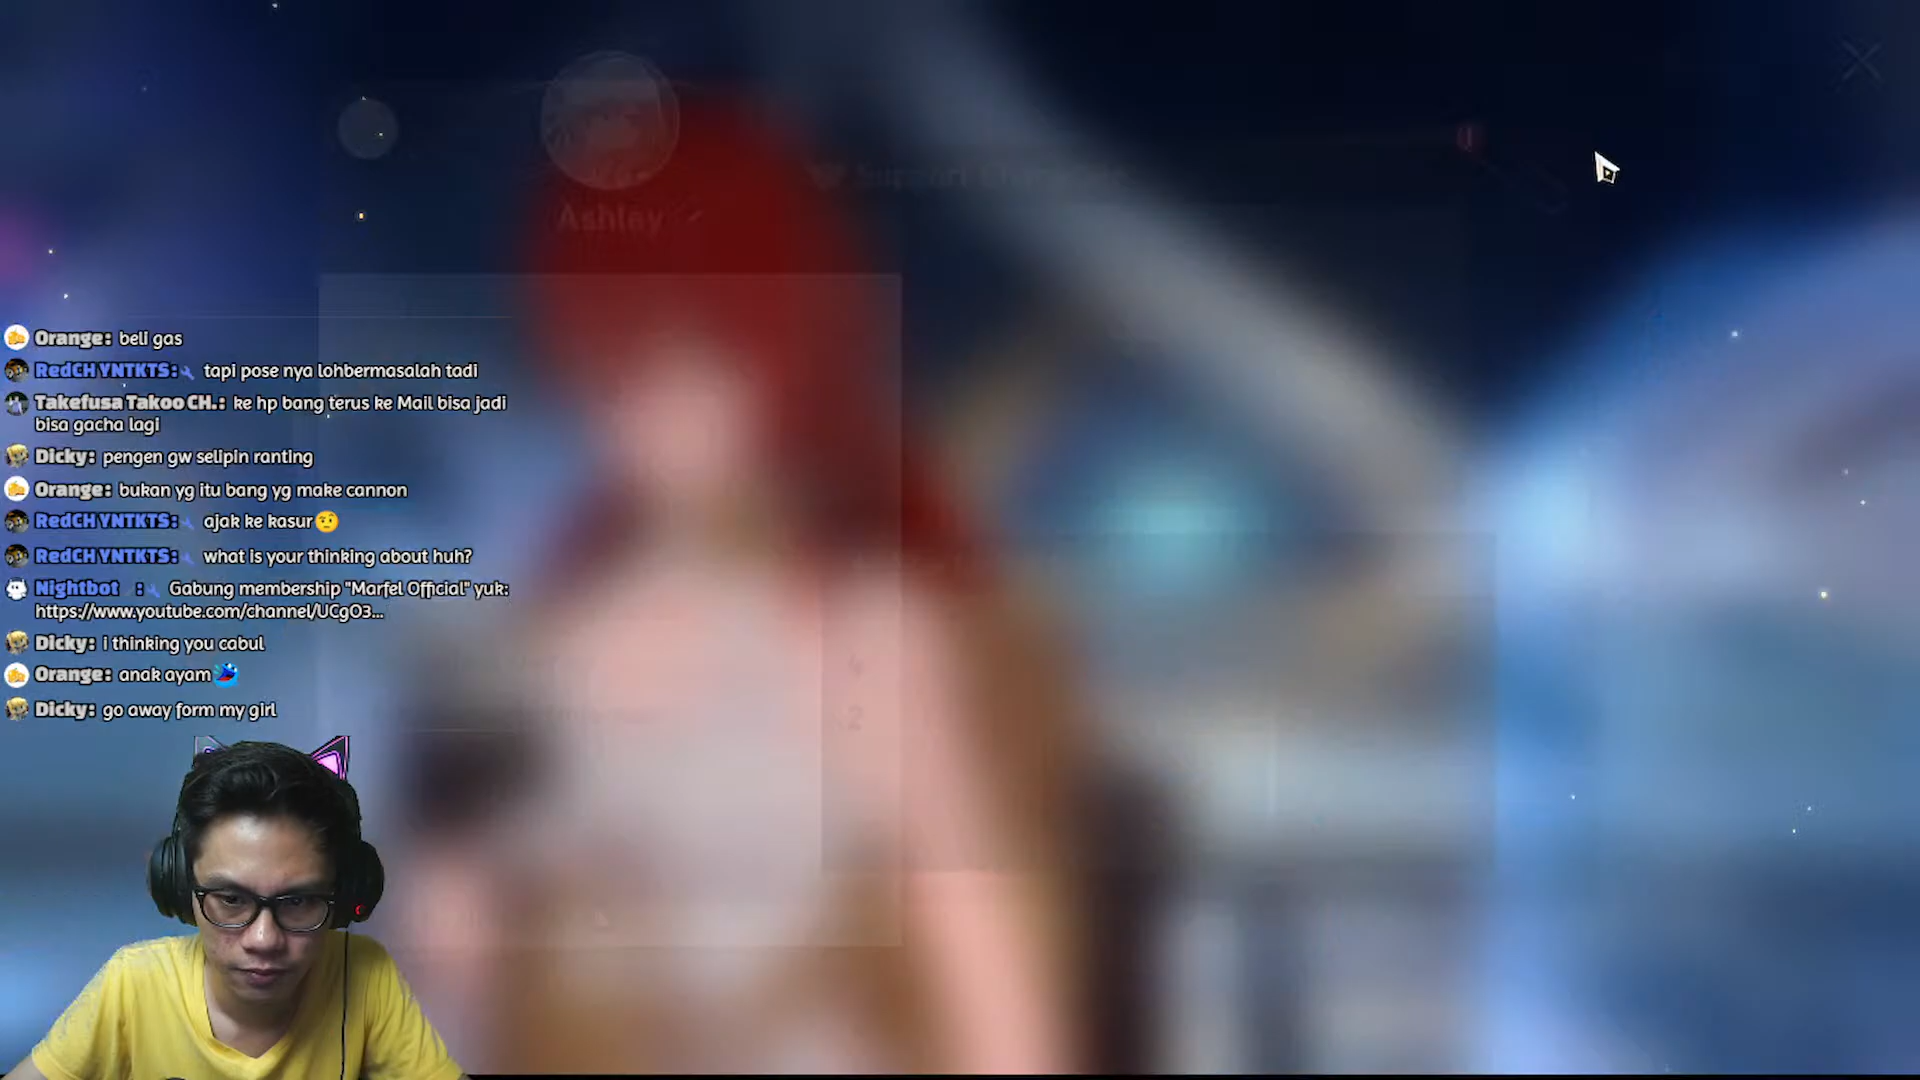 Ashlay
Support
Orange: beli gas
RedCH YNTKTS: tapi pose nya lohbermasalah tadi
Takefusa Takoo CH.: ke hp bang terus ke Mail bisa jadi
bisa gacha lagi
Dicky: pengen gw selipin ranting
Orange: bukan yg itu bang yg make cannon
RedCH YNTKTS: ajak ke kasur🤨
RedCH YNTKTS: what is your thinking about huh?
Nightbot : Gabung membership "Marfel Official" yuk:
https://www.youtube.com/channel/UCgO3...
Dicky: i thinking you cabul
Orange: anak ayam
Dicky: go away form my girl
2